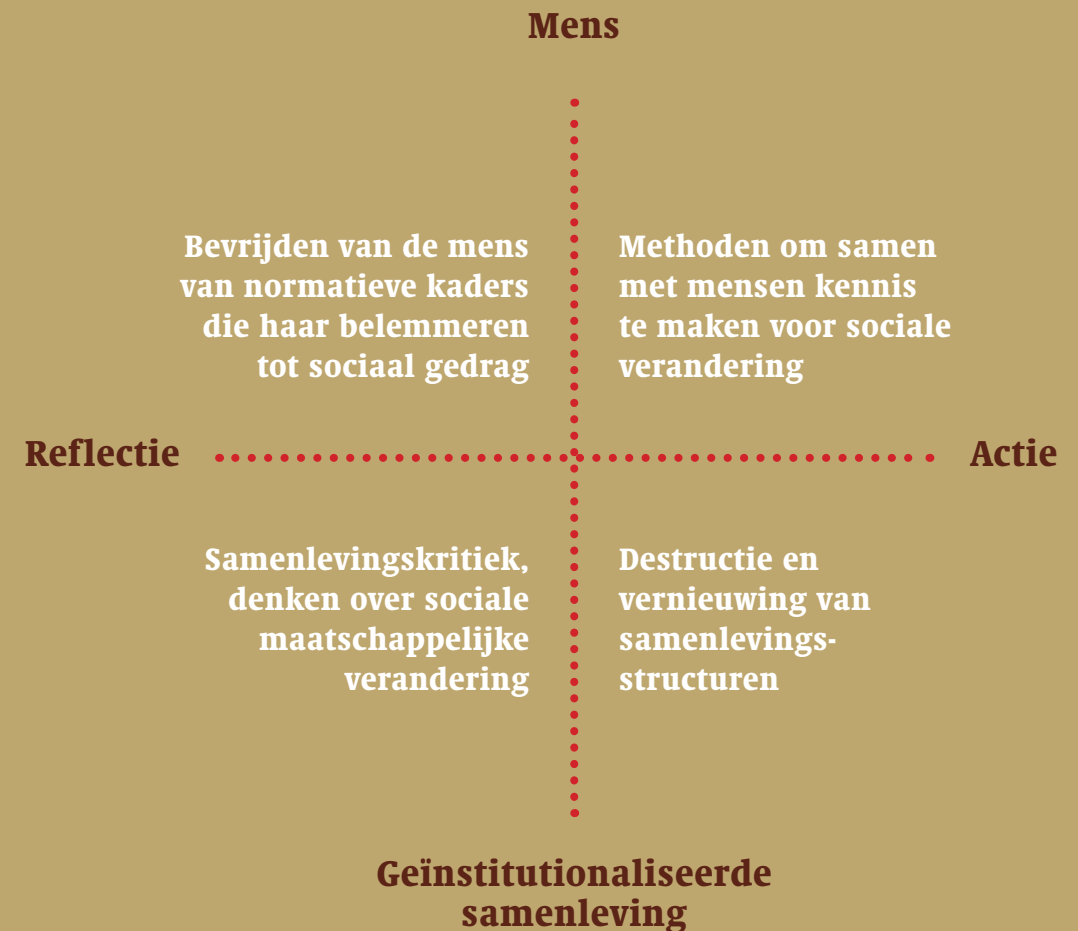 Mens
Bevrijden van de mens
van normatieve kaders
die haar belemmeren
tot sociaal gedrag
Methoden om samen
met mensen kennis
te maken voor sociale
verandering
Reflectie
Actie
Samenlevingskritiek,
denken over sociale
maatschappelijke
verandering
Destructie en
vernieuwing van
samenlevings-
structuren
Geïnstitutionaliseerde
samenleving